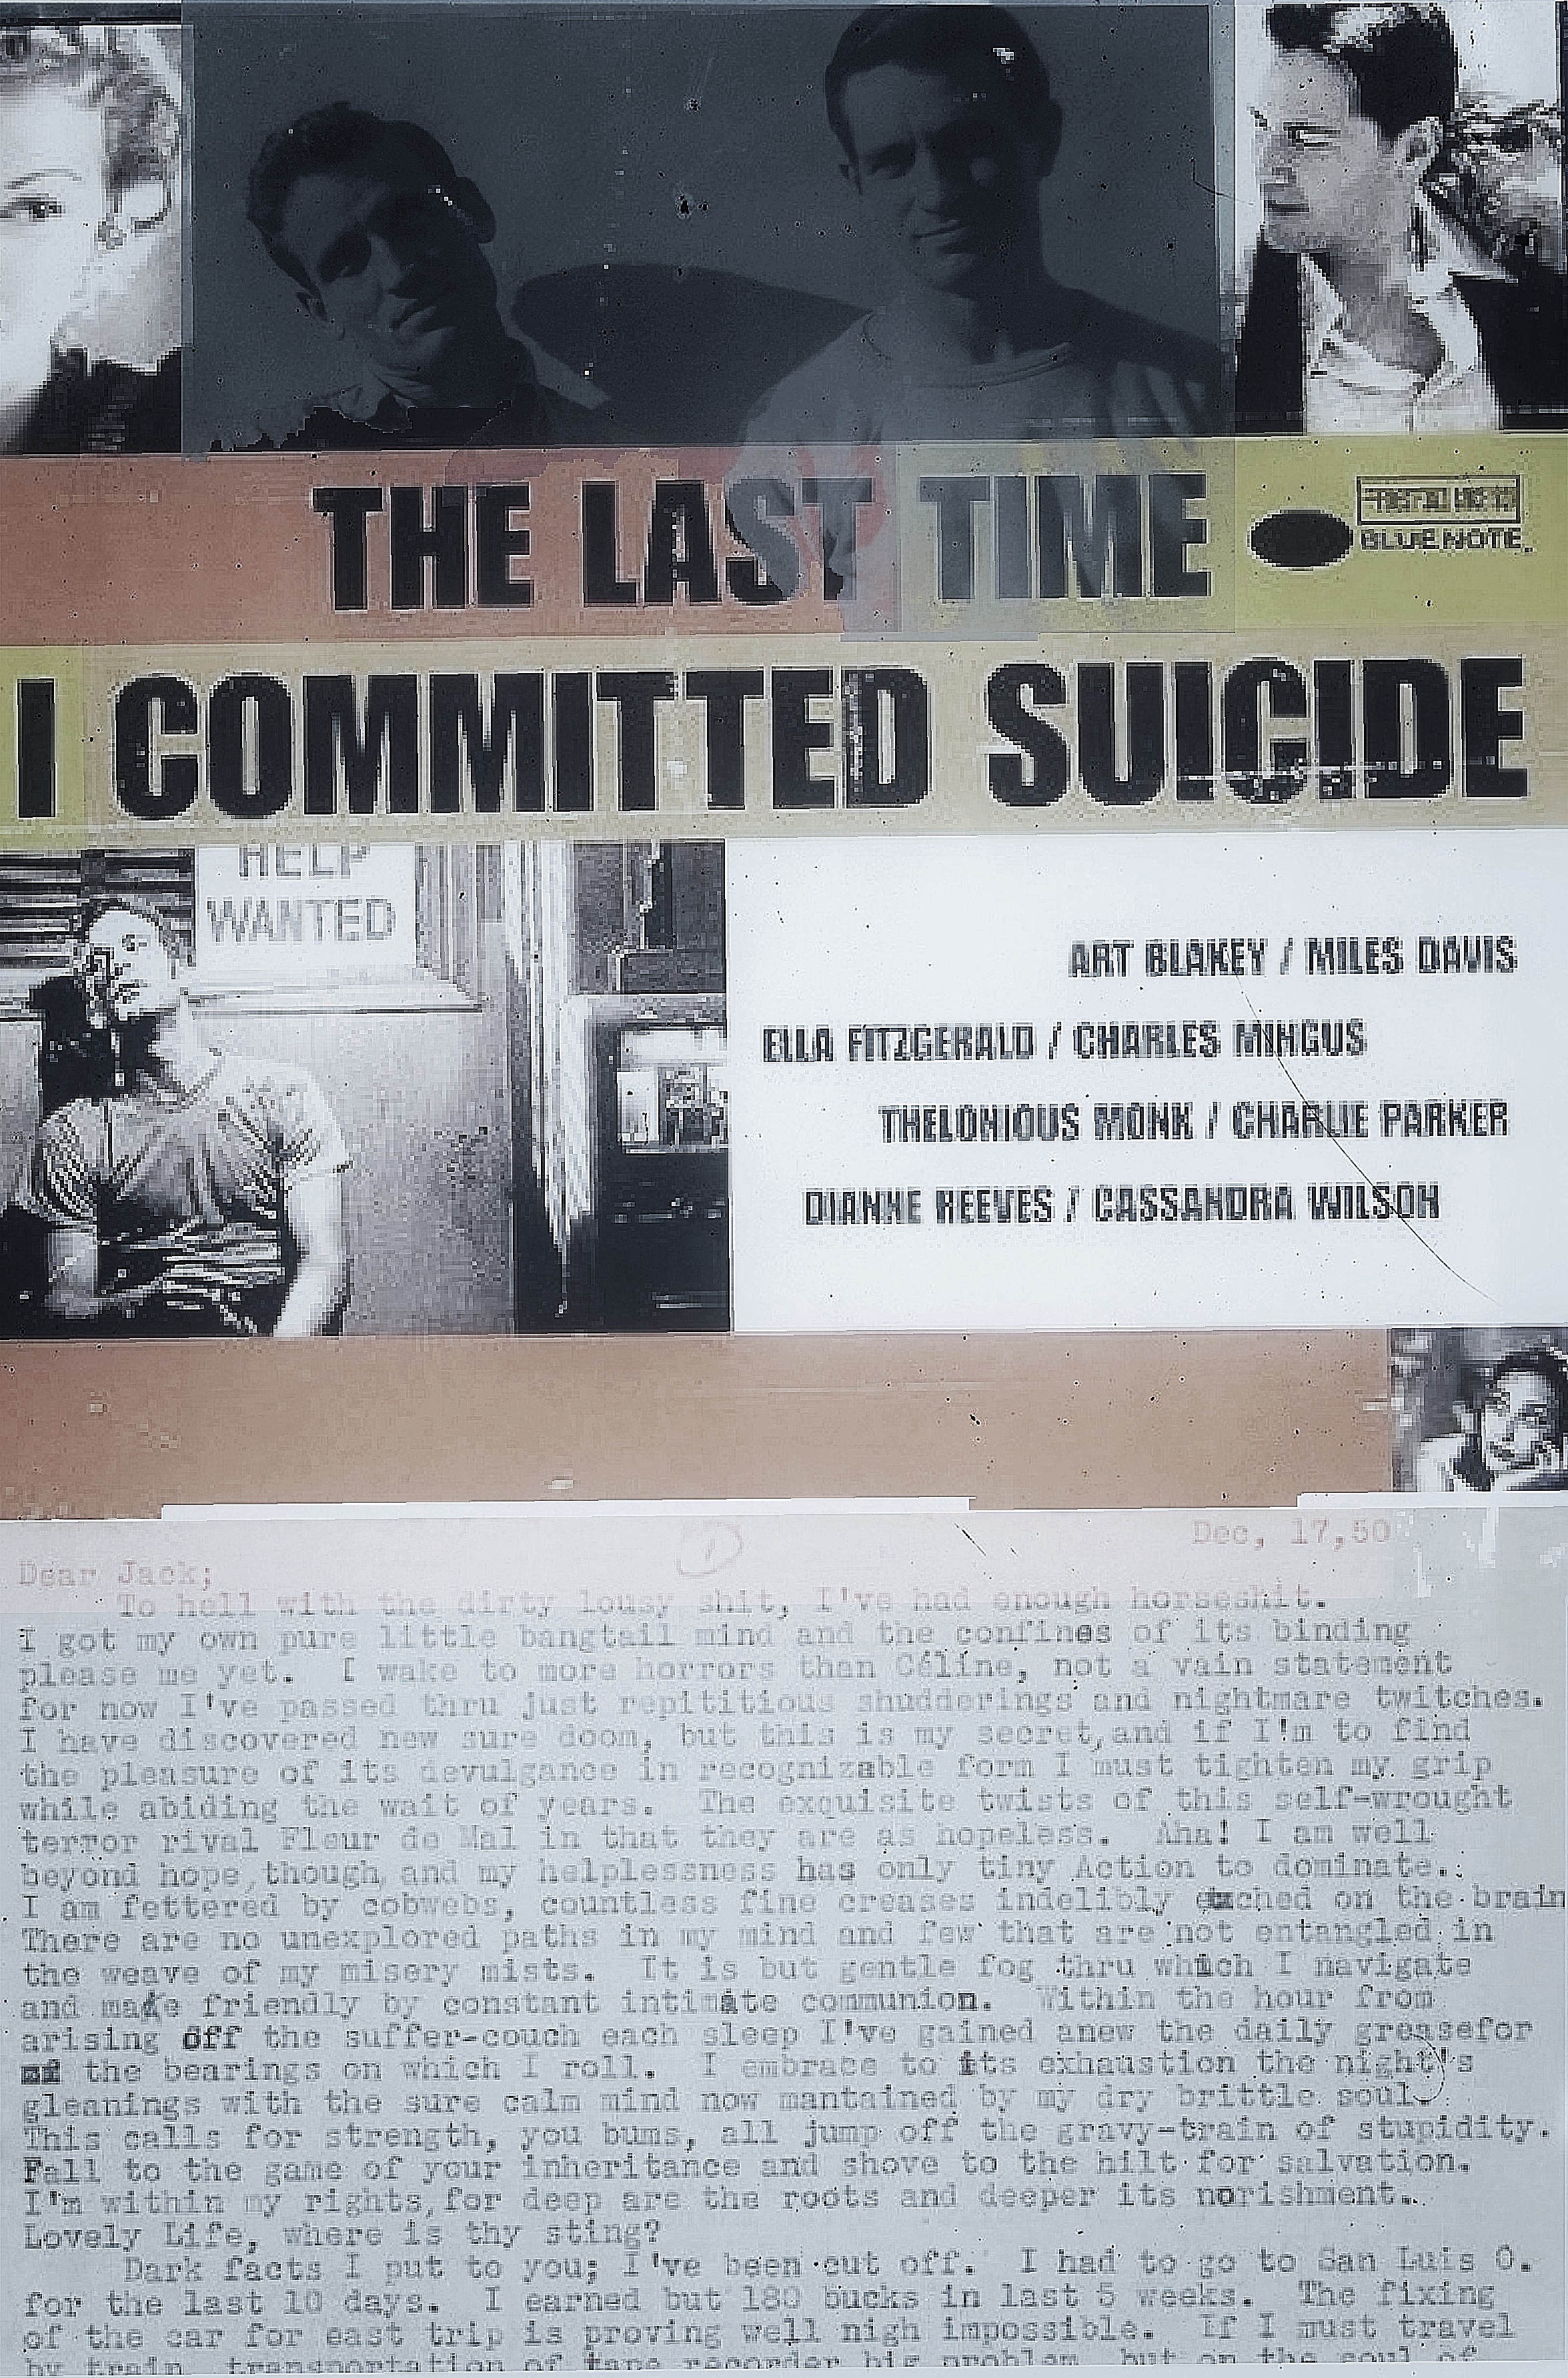 THE LAST TIME
BLUE NOTE
I COMMITTED SUICIDE
HELP
WANTED
ART BLAKEY / MILES DAVIS
ELLA FITZGERALD / CHARLES MINGUS
THELONIOUS MONK / CHARLIE PARKER
DIANNE REEVES / CASSANDRA WILSON
1
Dec, 17,50
Dear Jack;
To hell with the dirty lousy shit, I've had enough horseshit.
I got my own pure little bangtail mind and the confines of its binding
please me yet. I wake to more horrors than Céline, not a vain statement
for now I've passed thru just repititious shudderings and nightmare twitches.
I have discovered new sure doom, but this is my secret, and if I'm to find
the pleasure of its devulgance in recognizable form I must tighten my grip
while abiding the wait of years. The exquisite twists of this self-wrought
terror rival Fleur de Mal in that they are as hopeless. Aha! I am well
beyond hope, though, and my helplessness has only tiny Action to dominate.
I am fettered by cobwebs, countless fine creases indelibly etched on the brain
There are no unexplored paths in my mind and few that are not entangled in
the weave of my misery mists. It is but gentle fog thru which I navigate
and make friendly by constant intimate communion. Within the hour from
arising off the suffer-couch each sleep I've gained anew the daily greasefor
the bearings on which I roll. I embrace to its exhaustion the night's
gleanings with the sure calm mind now mantained by my dry brittle soul.
This calls for strength, you bums, all jump off the gravy-train of stupidity.
Fall to the game of your inheritance and shove to the hilt for salvation.
I'm within my rights, for deep are the roots and deeper its norishment.
Lovely Life, where is thy sting?
Dark facts I put to you; I've been cut off. I had to go to San Luis O.
for the last 10 days. I earned but 180 bucks in last 5 weeks. The fixing
of the car for east trip is proving well nigh impossible. If I must travel
by train, transportation of tape recorder big problem, but on the soul of